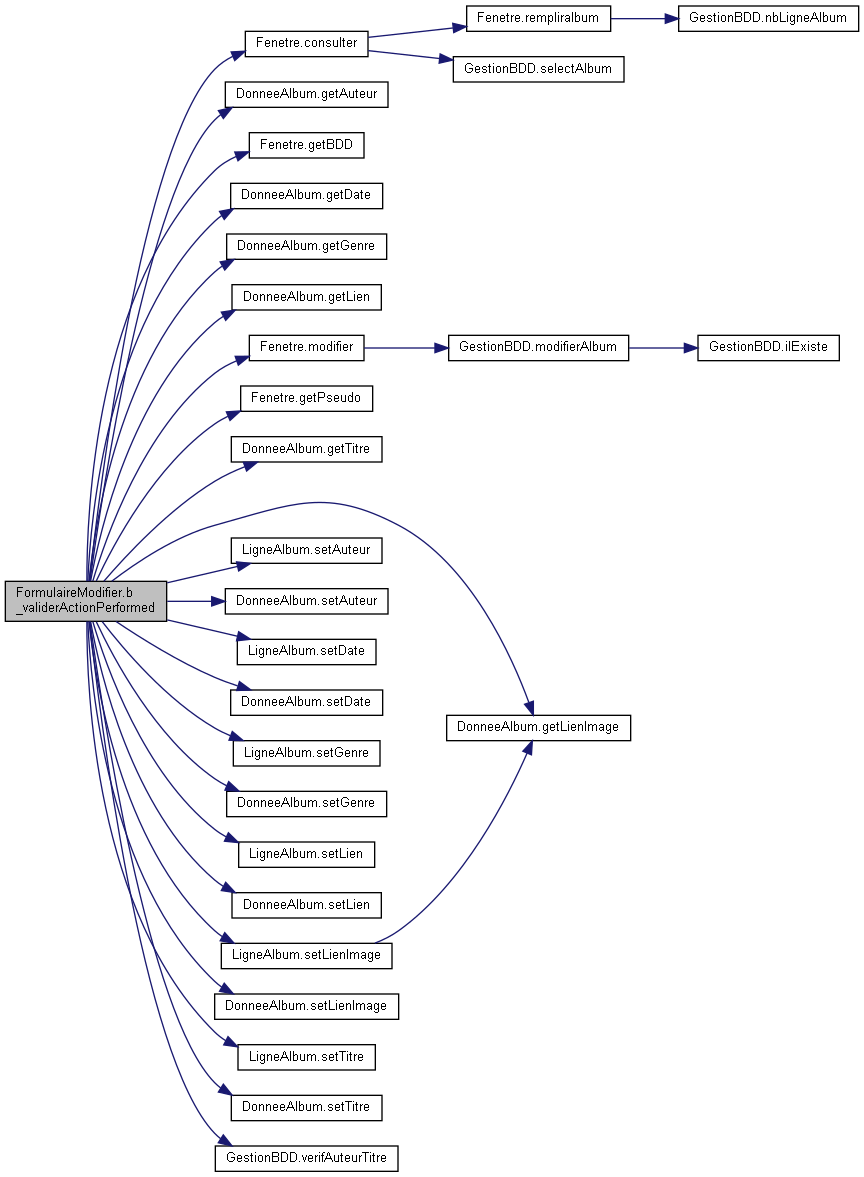 Fenetre.rempliralbum
GestionBDD.nbLigneAlbum
Fenetre.consulter
GestionBDD.selectAlbum
DonneeAlbum.getAuteur
Fenetre.getBDD
DonneeAlbum.getDate
DonneeAlbum.getGenre
DonneeAlbum.getLien
Fenetre.modifier
GestionBDD.modifierAlbum
GestionBDD.ilExiste
Fenetre.getPseudo
DonneeAlbum.getTitre
LigneAlbum.setAuteur
FormulaireModifier.b
_validerActionPerformed
DonneeAlbum.setAuteur
LigneAlbum.setDate
DonneeAlbum.setDate
DonneeAlbum.getLienImage
LigneAlbum.setGenre
DonneeAlbum.setGenre
LigneAlbum.setLien
DonneeAlbum.setLien
LigneAlbum.setLienImage
DonneeAlbum.setLienImage
LigneAlbum.setTitre
DonneeAlbum.setTitre
GestionBDD.verifAuteurTitre